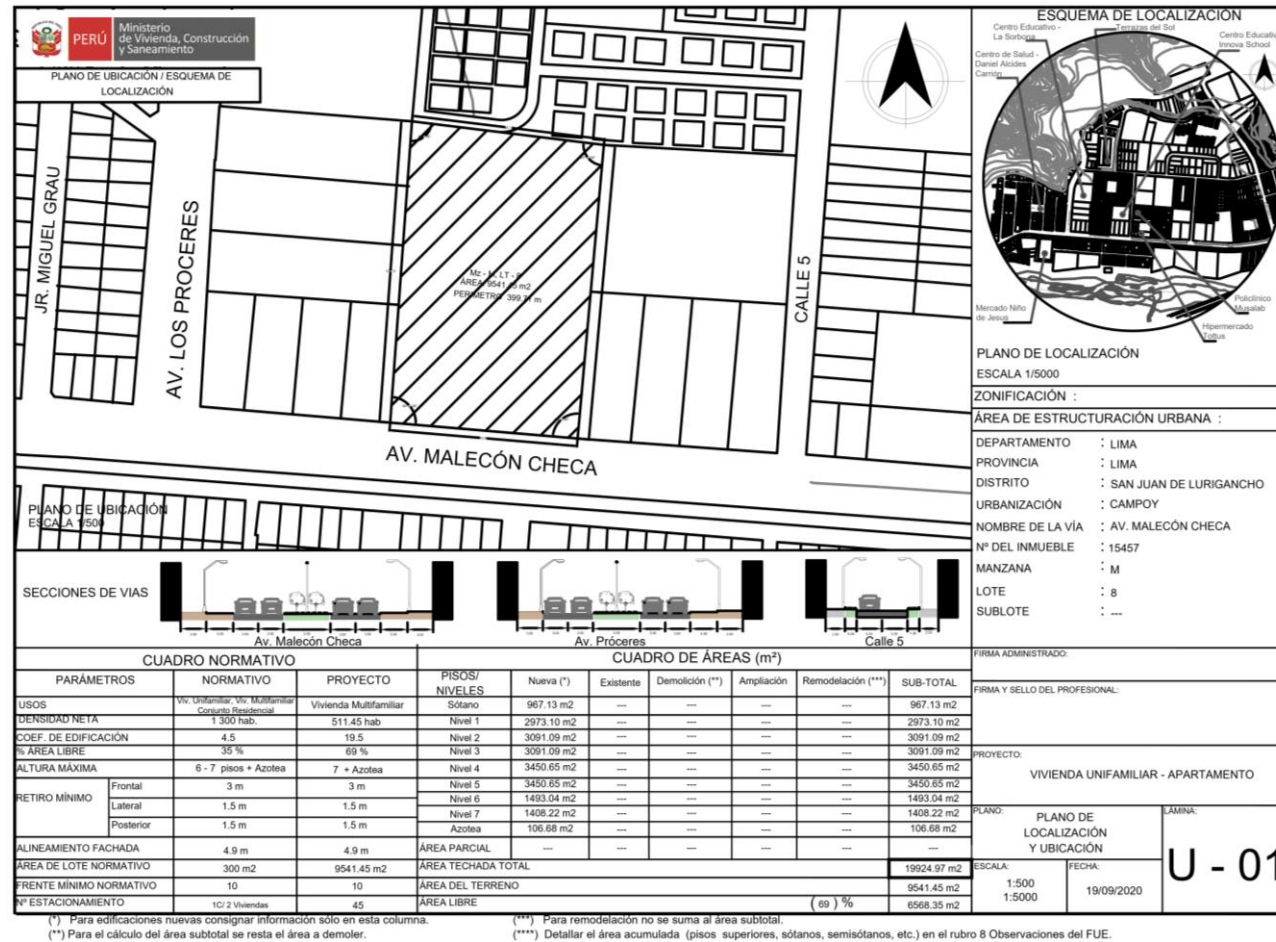 PERÚ
Ministerio
de Vivienda, Construcción
y Saneamiento
PLANO DE UBICACIÓN / ESQUEMA DE
LOCALIZACIÓN
JR. MIGUEL GRAU
AV. LOS PROCERES
CALLE 5
AV. MALECÓN CHECA
PLANO DE UBICACIÓN
ESCALA 1/500
ESQUEMA DE LOCALIZACIÓN
Centro Educativo -
La Sorbona
Terrazas del Sol
Centro Educativo
Innova School
Centro de Salud -
Daniel Alcides
Carrión
Mercado Niño
de Jesus
Policlínico
Musalab
Hipermercado
Tottus
PLANO DE LOCALIZACIÓN
ESCALA 1/5000
ZONIFICACIÓN :
ÁREA DE ESTRUCTURACIÓN URBANA :
DEPARTAMENTO : LIMA
PROVINCIA : LIMA
DISTRITO : SAN JUAN DE LURIGANCHO
URBANIZACIÓN : CAMPOY
NOMBRE DE LA VÍA : AV. MALECÓN CHECA
Nº DEL INMUEBLE : 15457
MANZANA : M
LOTE : 8
SUBLOTE : ---
SECCIONES DE VIAS
Av. Malecón Checa
Av. Próceres
Calle 5
CUADRO NORMATIVO
PARÁMETROS NORMATIVO PROYECTO
USOS Viv. Unifamiliar, Viv. Multifamiliar Conjunto Residencial Vivienda Multifamiliar
DENSIDAD NETA 1 300 hab. 511.45 hab
COEF. DE EDIFICACIÓN 4.5 19.5
% ÁREA LIBRE 35 % 69 %
ALTURA MÁXIMA 6 - 7 pisos + Azotea 7 + Azotea
RETIRO MÍNIMO
Frontal 3 m 3 m
Lateral 1.5 m 1.5 m
Posterior 1.5 m 1.5 m
ALINEAMIENTO FACHADA 4.9 m 4.9 m
ÁREA DE LOTE NORMATIVO 300 m2 9541.45 m2
FRENTE MÍNIMO NORMATIVO 10 10
Nº ESTACIONAMIENTO 1C/ 2 Viviendas 45
CUADRO DE ÁREAS (m²)
PISOS/ NIVELES Nueva (*) Existente Demolición (**) Ampliación Remodelación (***) SUB-TOTAL
Sótano 967.13 m2 --- --- --- --- 967.13 m2
Nivel 1 2973.10 m2 --- --- --- --- 2973.10 m2
Nivel 2 3091.09 m2 --- --- --- --- 3091.09 m2
Nivel 3 3091.09 m2 --- --- --- --- 3091.09 m2
Nivel 4 3450.65 m2 --- --- --- --- 3450.65 m2
Nivel 5 3450.65 m2 --- --- --- --- 3450.65 m2
Nivel 6 1493.04 m2 --- --- --- --- 1493.04 m2
Nivel 7 1408.22 m2 --- --- --- --- 1408.22 m2
Azotea 106.68 m2 --- --- --- --- 106.68 m2
ÁREA PARCIAL --- --- --- --- ---
ÁREA TECHADA TOTAL 19924.97 m2
ÁREA DEL TERRENO 9541.45 m2
ÁREA LIBRE ( 69 ) % 6568.35 m2
FIRMA ADMINISTRADO:
FIRMA Y SELLO DEL PROFESIONAL:
PROYECTO:
VIVIENDA UNIFAMILIAR - APARTAMENTO
PLANO:
PLANO DE
LOCALIZACIÓN
Y UBICACIÓN
LÁMINA:
U - 01
ESCALA:
1:500
1:5000
FECHA:
19/09/2020
(*) Para edificaciones nuevas consignar información sólo en esta columna.
(**) Para el cálculo del área subtotal se resta el área a demoler.
(***) Para remodelación no se suma al área subtotal.
(****) Detallar el área acumulada (pisos superiores, sótanos, semisótanos, etc.) en el rubro 8 Observaciones del FUE.